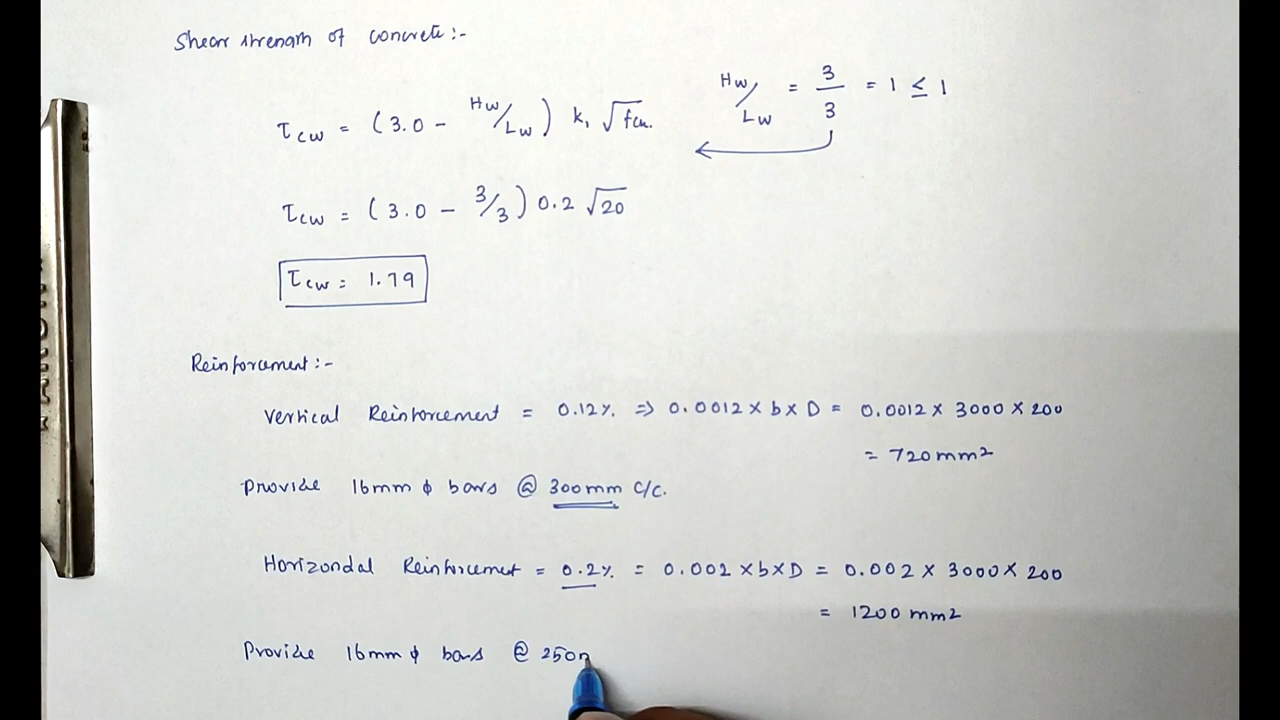 Shear strength of concrete :-
Hw/Lw = 3/3 = 1 ≤ 1
τcw = (3.0 - Hw/Lw) k1 √fck.
τcw = (3.0 - 3/3) 0.2 √20
τcw = 1.79
Reinforcement :-
Vertical Reinforcement = 0.12%. => 0.0012 x b x D = 0.0012 x 3000 x 200
= 720 mm2
Provide 16mm ϕ bars @ 300mm c/c.
Horizondal Reinforcement = 0.2%. = 0.002 x b x D = 0.002 x 3000 x 200
= 1200 mm2
Provide 16mm ϕ bars @ 250m